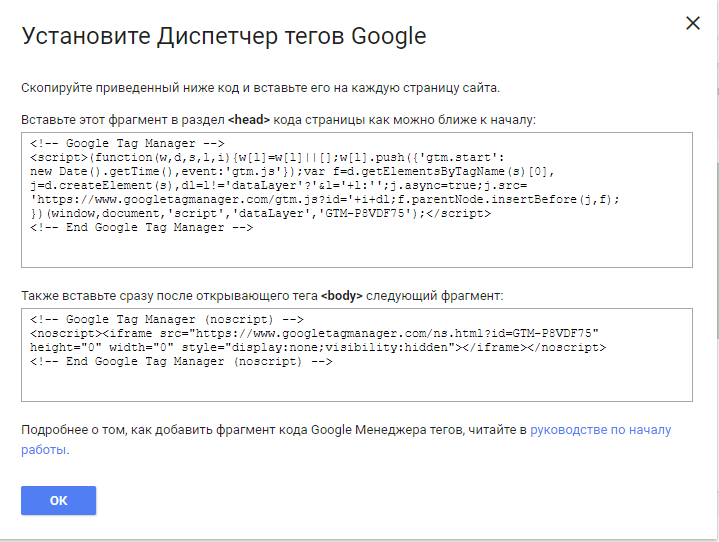 Установите Диспетчер тегов Google
Скопируйте приведенный ниже код и вставьте его на каждую страницу сайта.
Вставьте этот фрагмент в раздел <head> кода страницы как можно ближе к началу:
<!-- Google Tag Manager -->
<script>(function(w,d,s,l,i){w[l]=w[l]||[];w[l].push({'gtm.start':
new Date().getTime(),event:'gtm.js'});var f=d.getElementsByTagName(s)[0],
j=d.createElement(s),dl=l!='dataLayer'?'&l='+l:'';j.async=true;j.src=
'https://www.googletagmanager.com/gtm.js?id='+i+dl;f.parentNode.insertBefore(j,f);
})(window,document,'script','dataLayer','GTM-P8VDF75');</script>
<!-- End Google Tag Manager -->
Также вставьте сразу после открывающего тега <body> следующий фрагмент:
<!-- Google Tag Manager (noscript) -->
<noscript><iframe src="https://www.googletagmanager.com/ns.html?id=GTM-P8VDF75"
height="0" width="0" style="display:none;visibility:hidden"></iframe></noscript>
<!-- End Google Tag Manager (noscript) -->
Подробнее о том, как добавить фрагмент кода Google Менеджера тегов, читайте в руководстве по началу
работы.
ОК